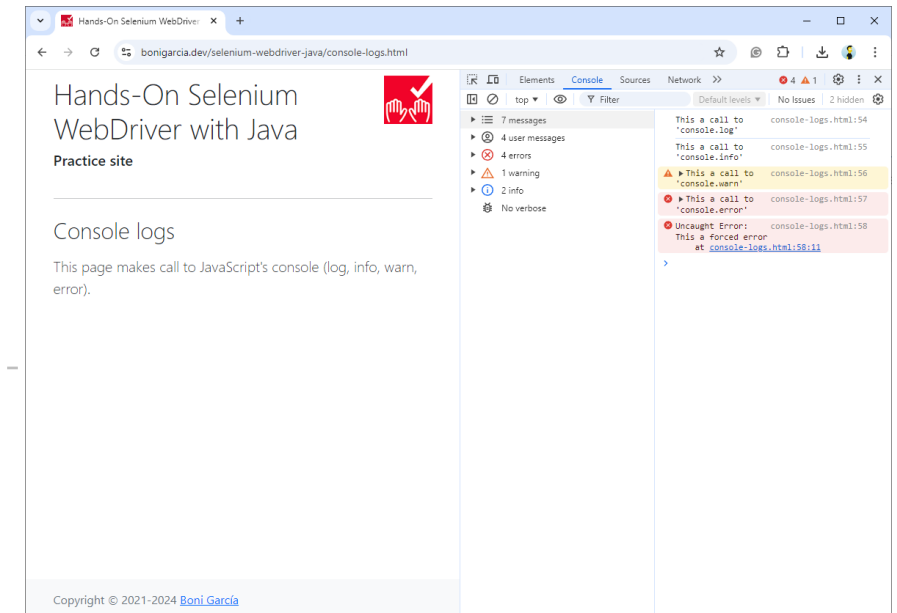 Hands-On Selenium WebDriver
bonigarcia.dev/selenium-webdriver-java/console-logs.html
Hands-On Selenium
WebDriver with Java
Practice site
Console logs
This page makes call to JavaScript's console (log, info, warn,
error).
Copyright © 2021-2024 Boni García
Elements Console Sources Network 4 1
top Filter Default levels No Issues 2 hidden
7 messages
4 user messages
4 errors
1 warning
2 info
No verbose
This a call to console-logs.html:54
'console.log'
This a call to console-logs.html:55
'console.info'
This a call to console-logs.html:56
'console.warn'
This a call to console-logs.html:57
'console.error'
Uncaught Error: console-logs.html:58
This a forced error
at console-logs.html:58:11